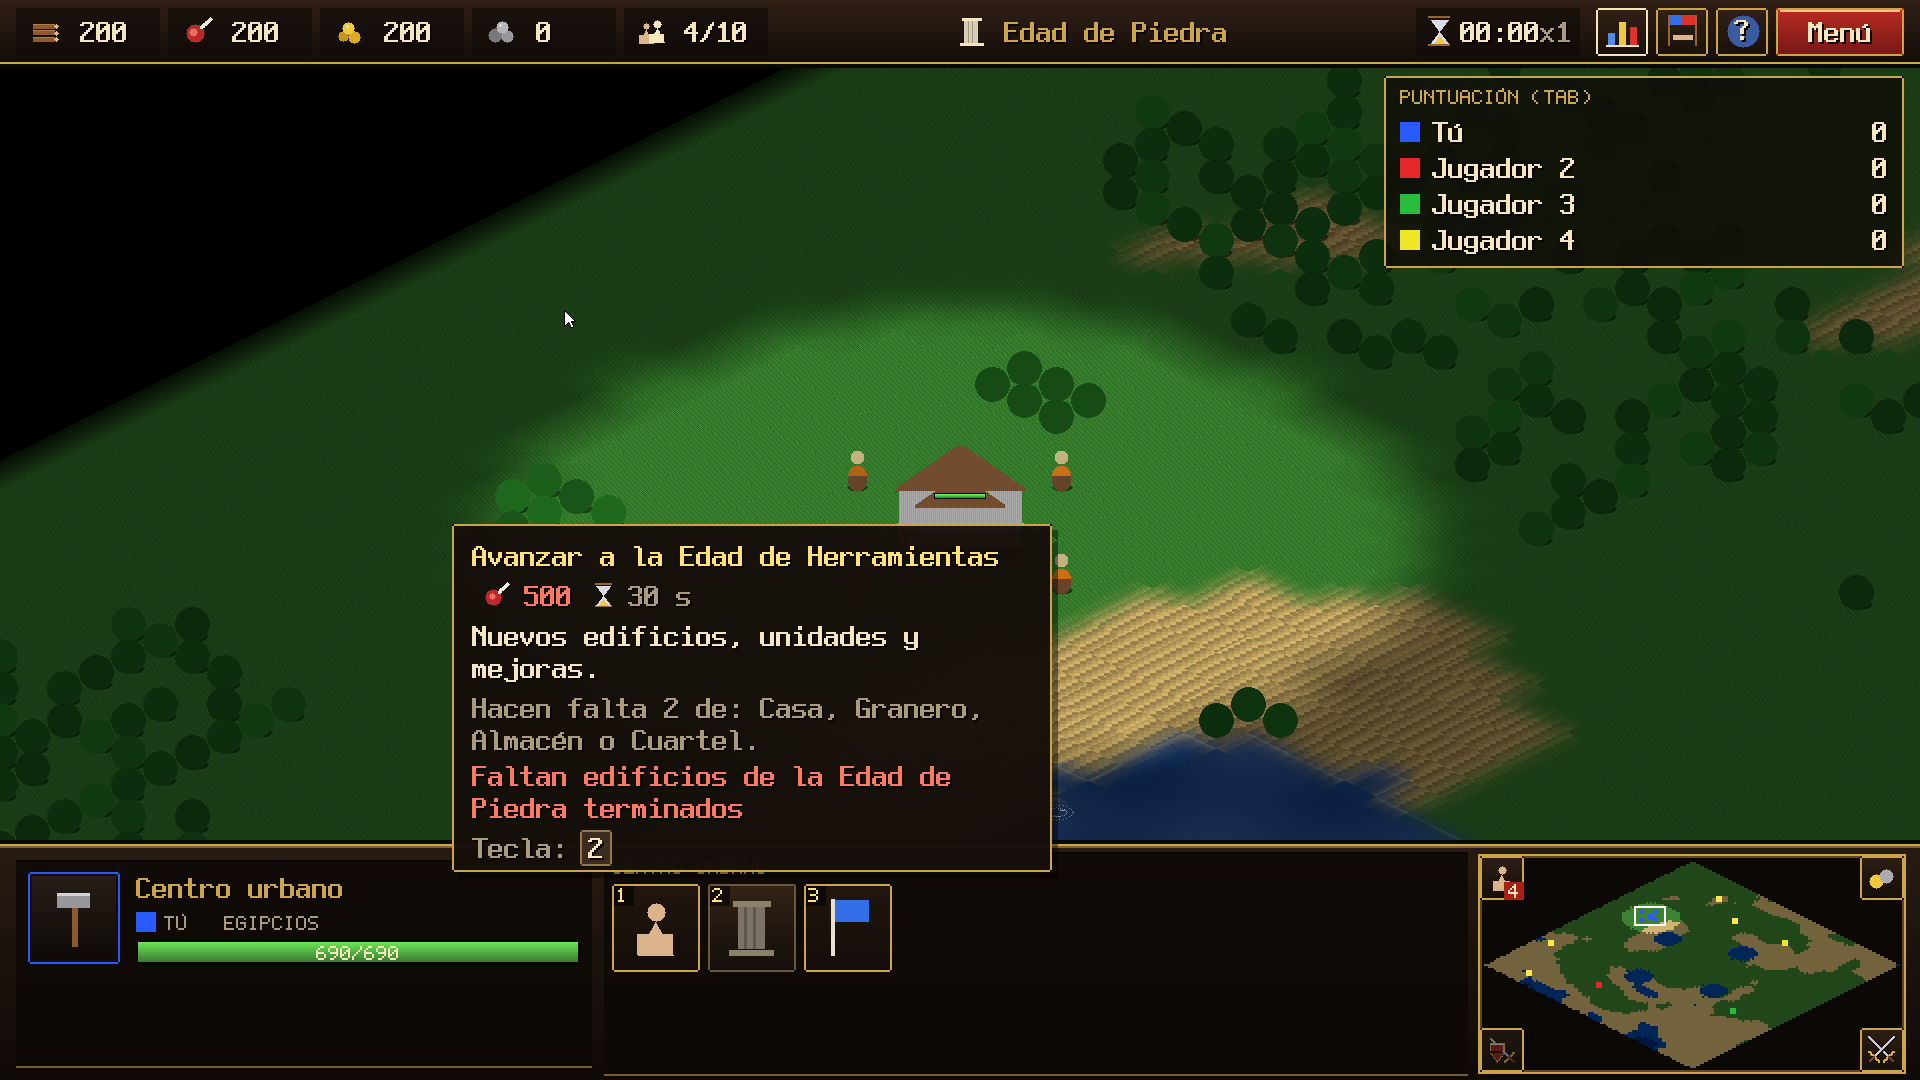 200 200 200 0 4/10 Edad de Piedra 00:00x1 ? Menú
PUNTUACIÓN (TAB)
Tú 0
Jugador 2 0
Jugador 3 0
Jugador 4 0
Avanzar a la Edad de Herramientas
500 30 s
Nuevos edificios, unidades y
mejoras.
Hacen falta 2 de: Casa, Granero,
Almacén o Cuartel.
Faltan edificios de la Edad de
Piedra terminados
Tecla: 2
Centro urbano
TÚ EGIPCIOS
690/690
CENTRO URBANO
1 2 3
4